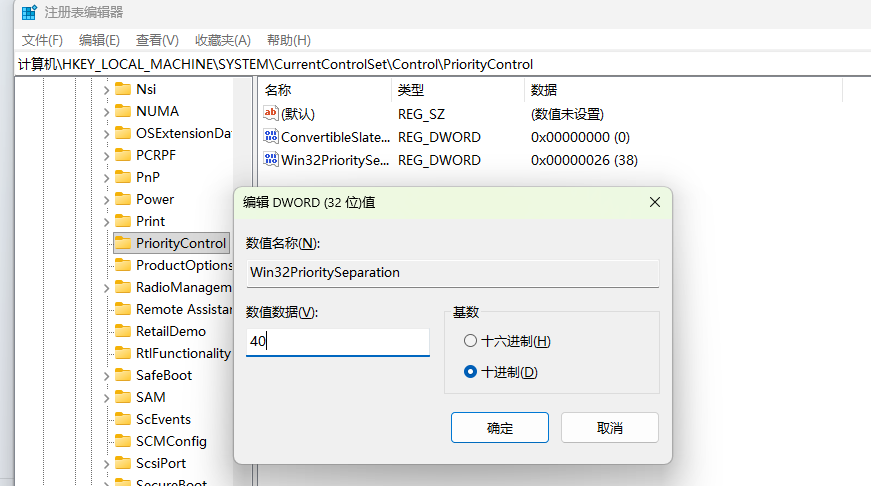 注册表编辑器
文件(F) 编辑(E) 查看(V) 收藏夹(A) 帮助(H)
计算机\HKEY_LOCAL_MACHINE\SYSTEM\CurrentControlSet\Control\PriorityControl
Nsi
NUMA
OSExtensionDat
PCRPF
PnP
Power
Print
PriorityControl
ProductOptions
RadioManagem
Remote Assistan
RetailDemo
RtlFunctionality
SafeBoot
SAM
ScEvents
SCMConfig
ScsiPort
SecureBoot
名称 类型 数据
(默认) REG_SZ (数值未设置)
ConvertibleSlate... REG_DWORD 0x00000000 (0)
Win32PrioritySe... REG_DWORD 0x00000026 (38)
编辑 DWORD (32 位)值
数值名称(N):
Win32PrioritySeparation
数值数据(V):
40
基数
十六进制(H)
十进制(D)
确定 取消